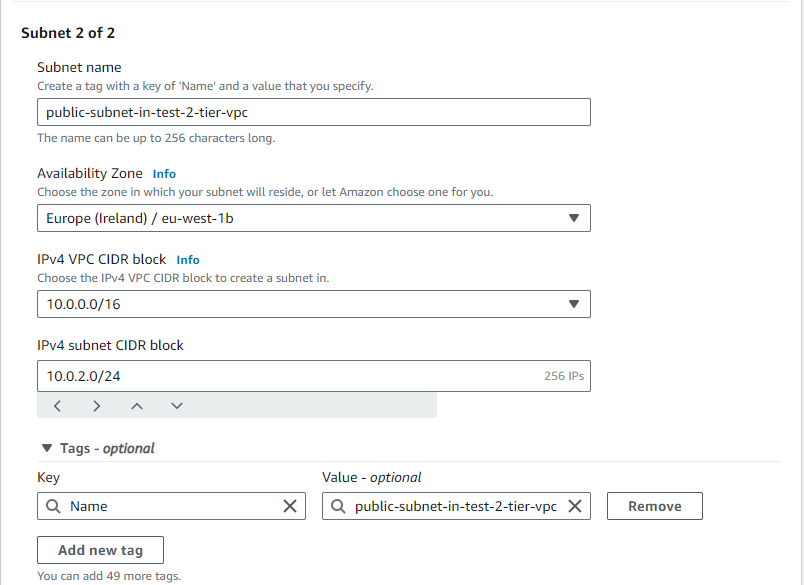 Subnet 2 of 2
Subnet name
Create a tag with a key of 'Name' and a value that you specify.
public-subnet-in-test-2-tier-vpc
The name can be up to 256 characters long.
Availability Zone Info
Choose the zone in which your subnet will reside, or let Amazon choose one for you.
Europe (Ireland) / eu-west-1b
IPv4 VPC CIDR block Info
Choose the IPv4 VPC CIDR block to create a subnet in.
10.0.0.0/16
IPv4 subnet CIDR block
10.0.2.0/24 256 IPs
Tags - optional
Key Value - optional
Name public-subnet-in-test-2-tier-vpc Remove
Add new tag
You can add 49 more tags.